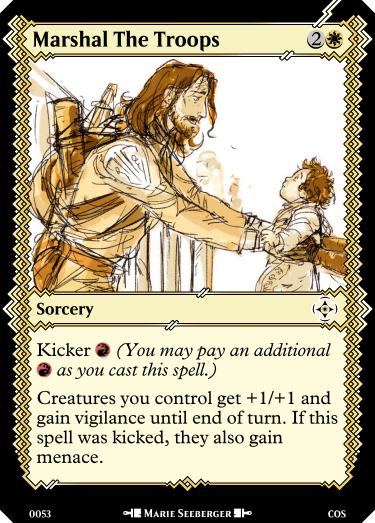 Marshal The Troops 2
Sorcery
Kicker (You may pay an additional
as you cast this spell.)
Creatures you control get +1/+1 and
gain vigilance until end of turn. If this
spell was kicked, they also gain
menace.
0053 Marie Seeberger COS